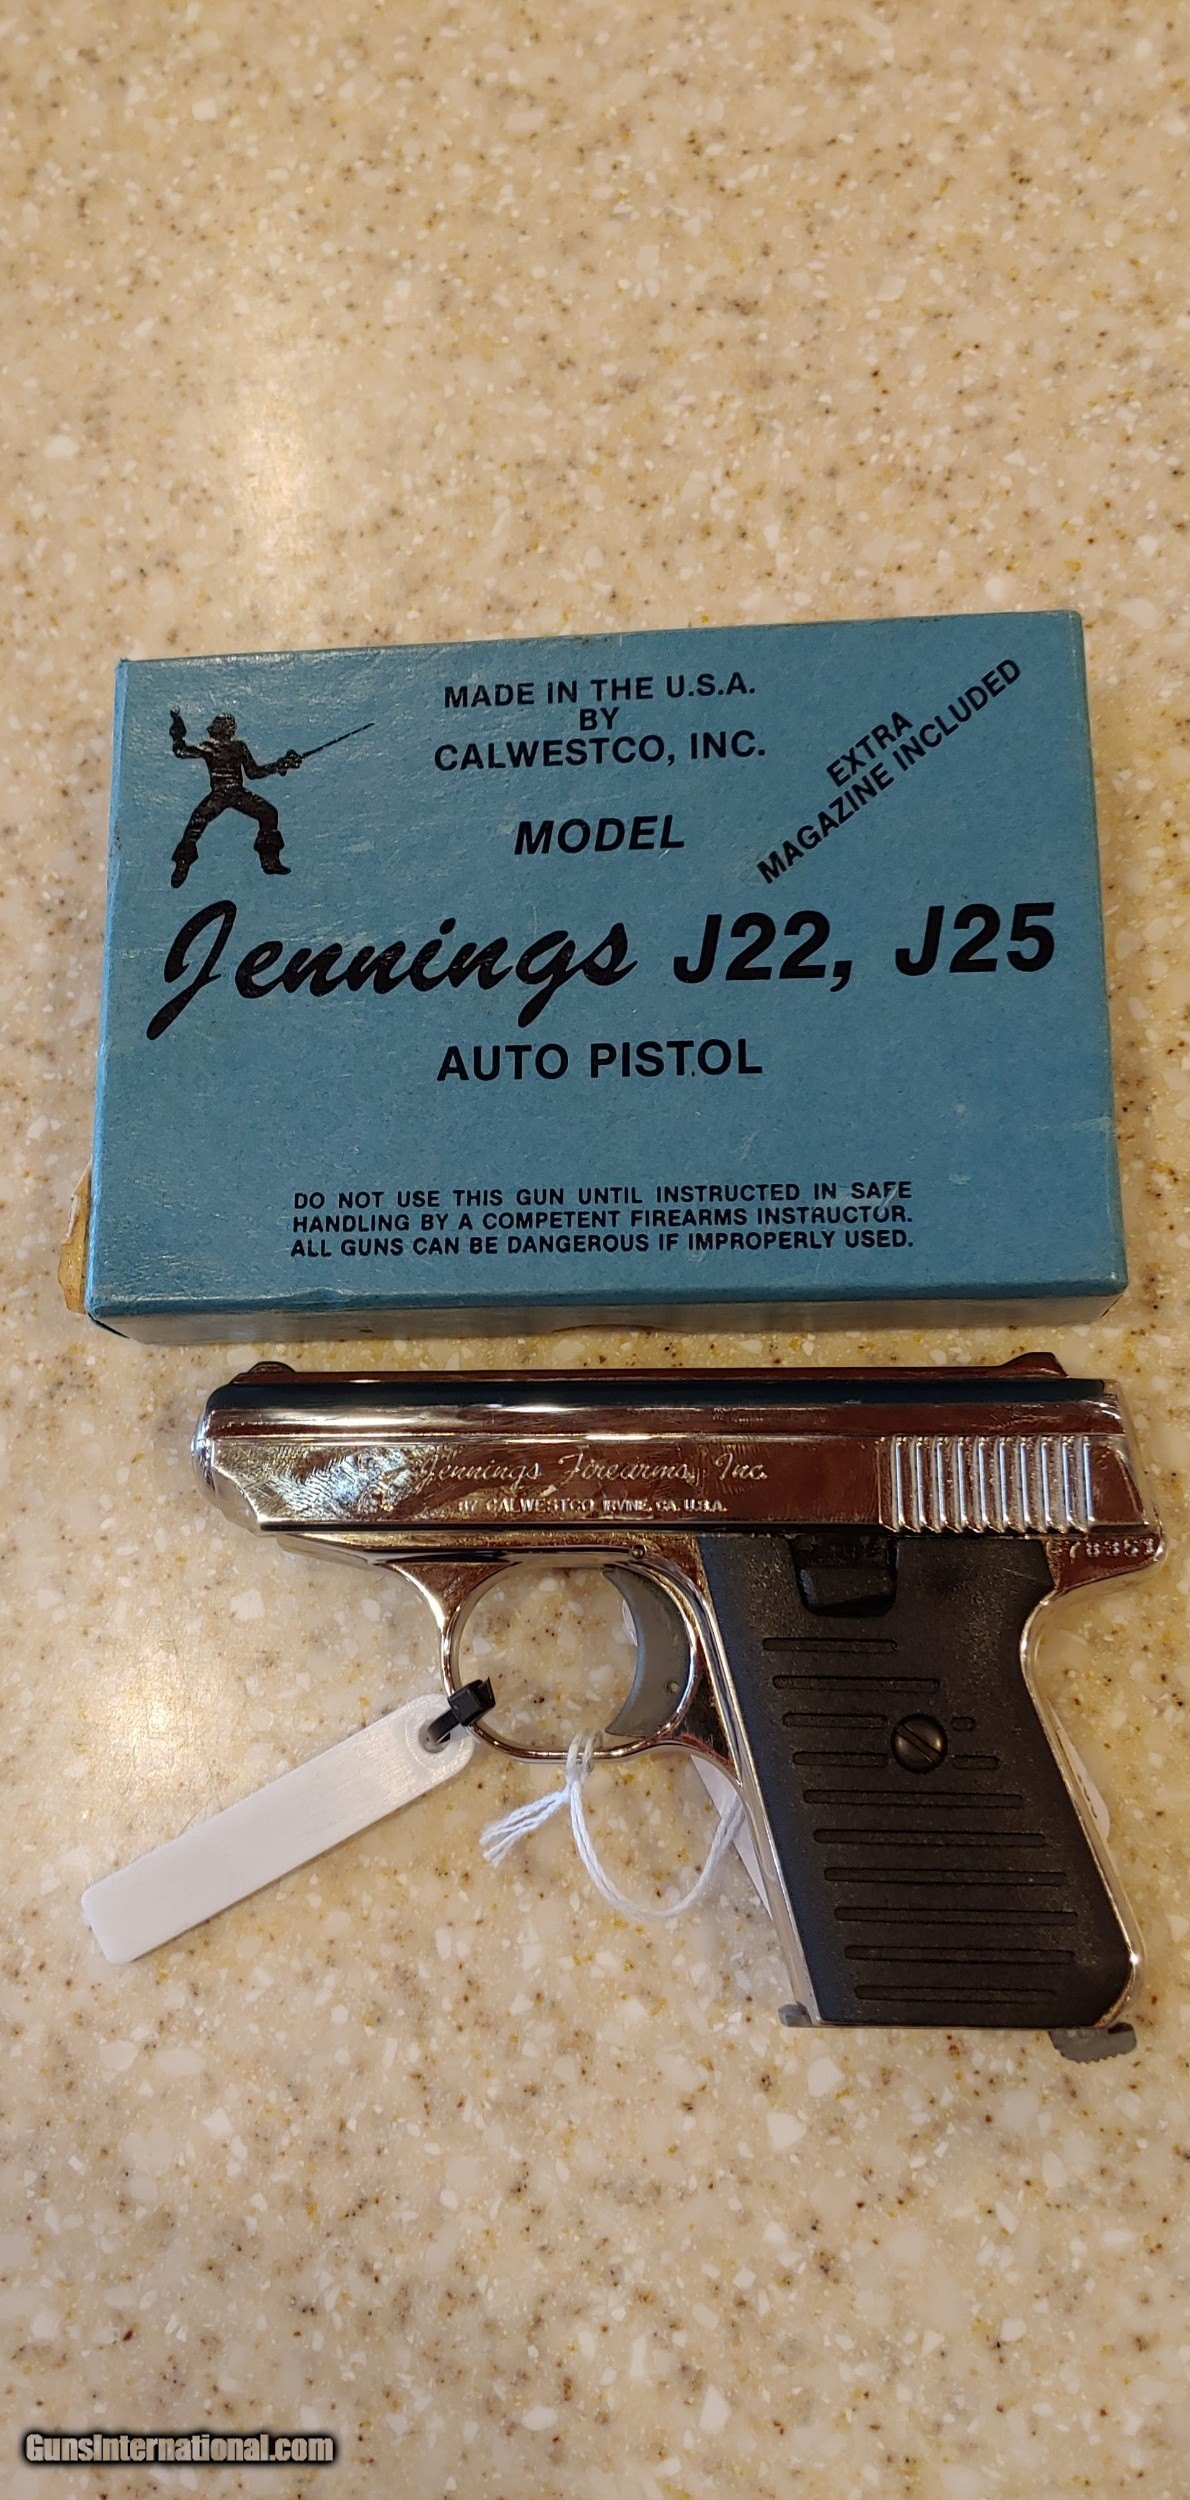 MADE IN THE U.S.A.
BY
CALWESTCO, INC.
EXTRA
MAGAZINE INCLUDED
MODEL
Jennings J22, J25
AUTO PISTOL
DO NOT USE THIS GUN UNTIL INSTRUCTED IN SAFE
HANDLING BY A COMPETENT FIREARMS INSTRUCTOR.
ALL GUNS CAN BE DANGEROUS IF IMPROPERLY USED.
Jennings Firearms, Inc.
BY CALWESTCO IRVINE, CA. U.S.A.
GunsInternational.com